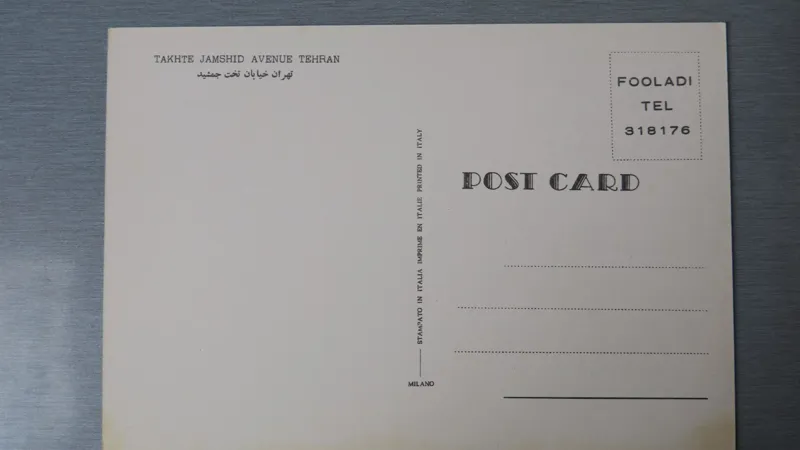 TAKHTE JAMSHID AVENUE TEHRAN
تهران خیابان تخت جمشید
FOOLADI
TEL
318176
POST CARD
STAMPATO IN ITALIA IMPRIME EN ITALIE PRINTED IN ITALY
MILANO